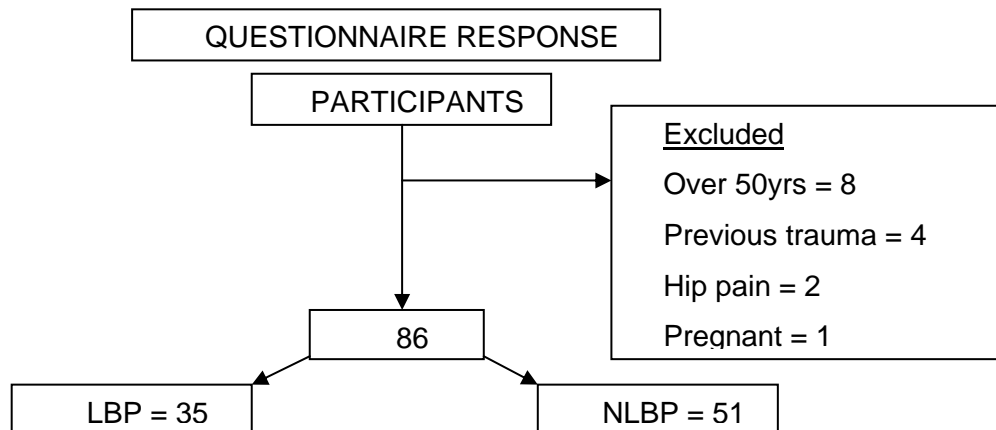 QUESTIONNAIRE RESPONSE
PARTICIPANTS
Excluded
Over 50yrs = 8
Previous trauma = 4
Hip pain = 2
Pregnant = 1
86
LBP = 35
NLBP = 51